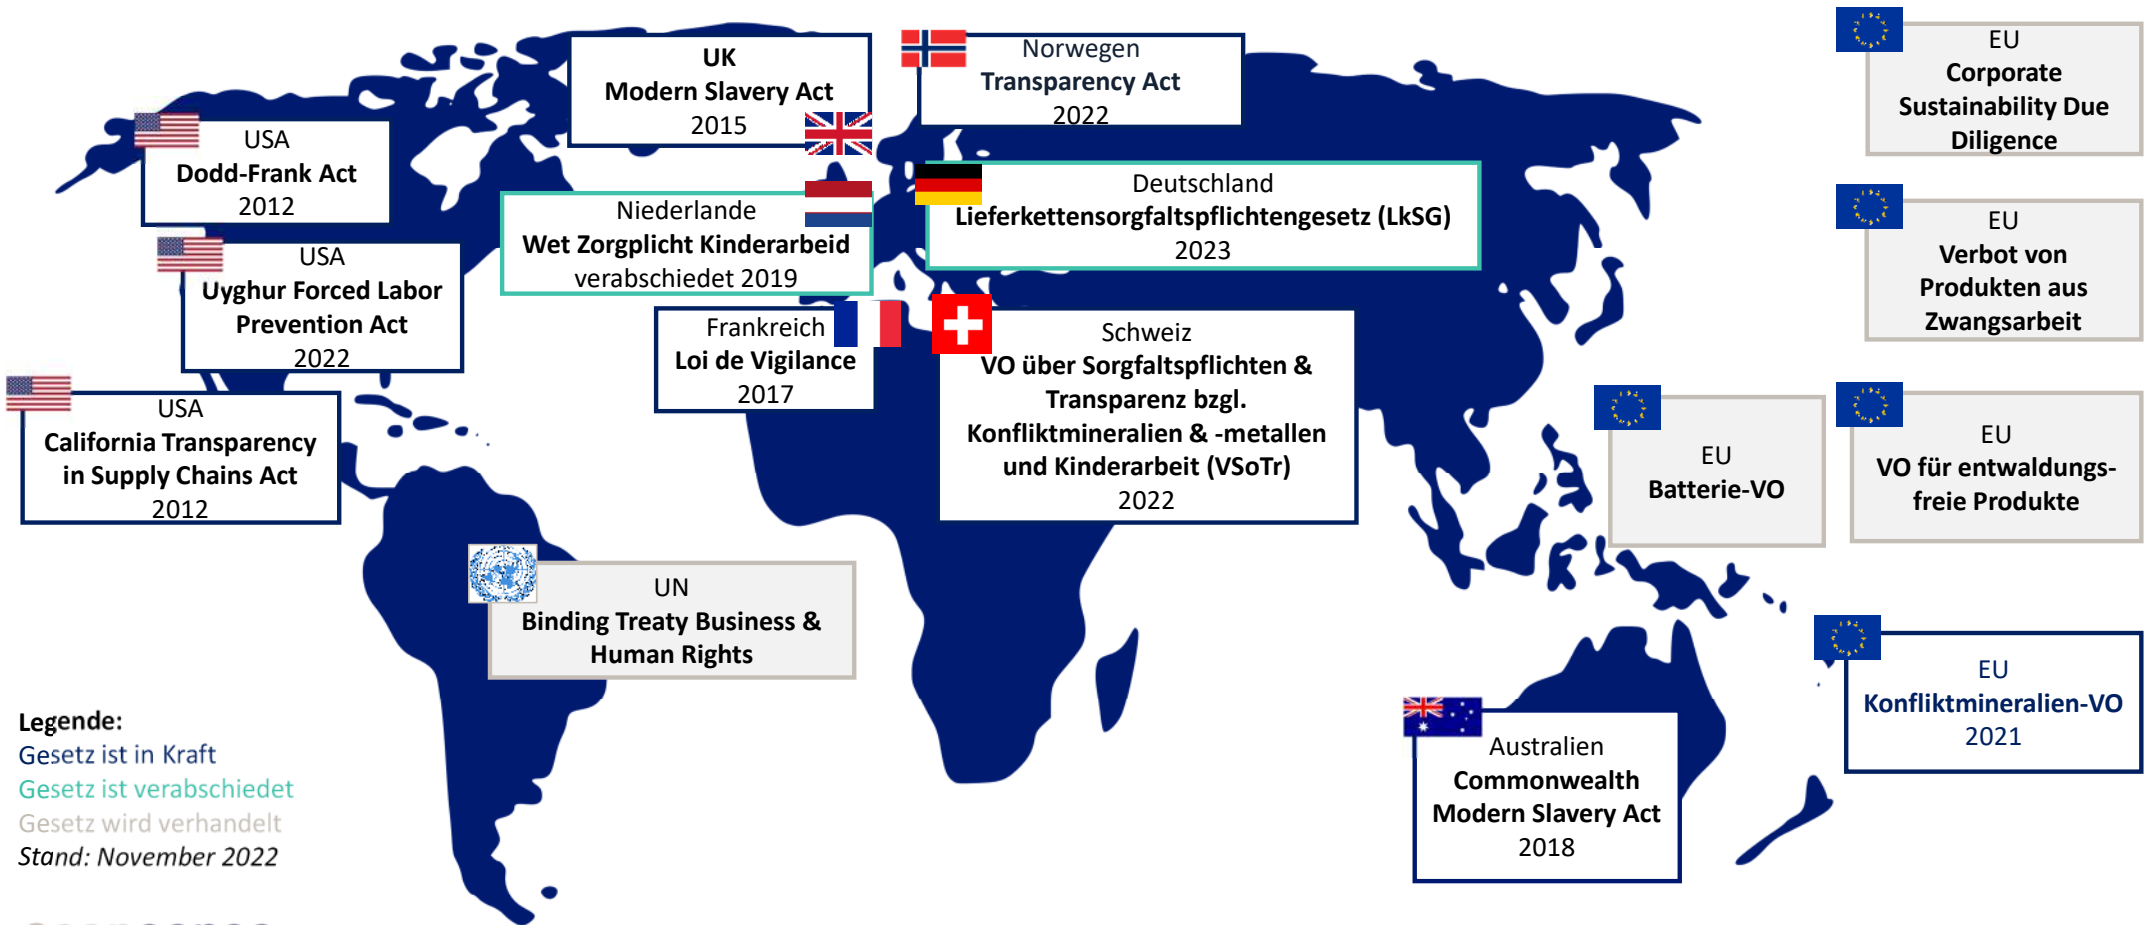 UK
Modern Slavery Act
2015
Norwegen
Transparency Act
2022
EU
Corporate
Sustainability Due
Diligence
USA
Dodd-Frank Act
2012
Niederlande
Wet Zorgplicht Kinderarbeid
verabschiedet 2019
Deutschland
Lieferkettensorgfaltspflichtengesetz (LkSG)
2023
EU
Verbot von
Produkten aus
Zwangsarbeit
USA
Uyghur Forced Labor
Prevention Act
2022
Frankreich
Loi de Vigilance
2017
Schweiz
VO über Sorgfaltspflichten &
Transparenz bzgl.
Konfliktmineralien & -metallen
und Kinderarbeit (VSoTr)
2022
USA
California Transparency
in Supply Chains Act
2012
EU
Batterie-VO
EU
VO für entwaldungs-
freie Produkte
UN
Binding Treaty Business &
Human Rights
EU
Konfliktmineralien-VO
2021
Australien
Commonwealth
Modern Slavery Act
2018
Legende:
Gesetz ist in Kraft
Gesetz ist verabschiedet
Gesetz wird verhandelt
Stand: November 2022